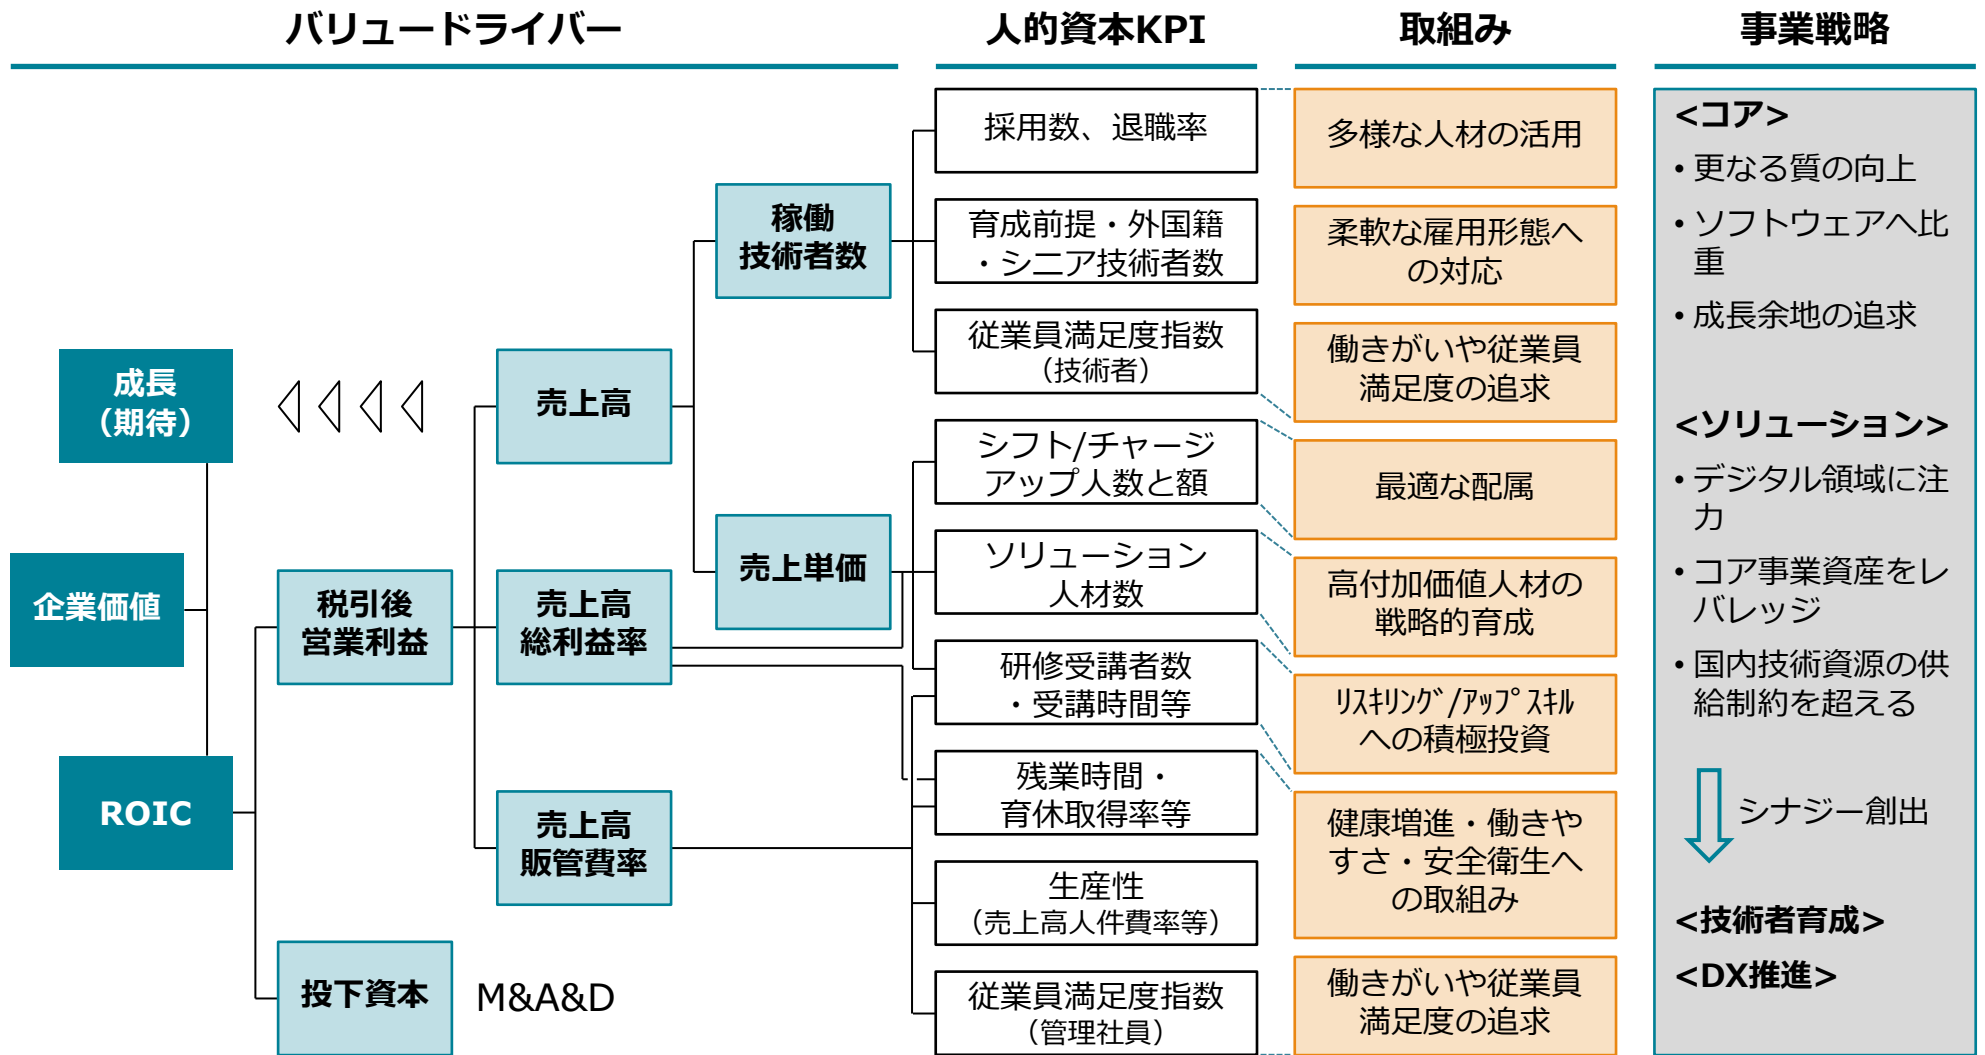 バリュードライバー
人的資本KPI
取組み
事業戦略
成長
（期待）
企業価値
ROIC
税引後
営業利益
投下資本
M&A&D
売上高
売上高
総利益率
売上高
販管費率
稼働
技術者数
売上単価
採用数、退職率
育成前提・外国籍
・シニア技術者数
従業員満足度指数
（技術者）
シフト/チャージ
アップ人数と額
ソリューション
人材数
研修受講者数
・受講時間等
残業時間・
育休取得率等
生産性
（売上高人件費率等）
従業員満足度指数
（管理社員）
多様な人材の活用
柔軟な雇用形態へ
の対応
働きがいや従業員
満足度の追求
最適な配属
高付加価値人材の
戦略的育成
ﾘｽｷﾘﾝｸﾞ/ｱｯﾌﾟｽｷﾙ
への積極投資
健康増進・働きや
すさ・安全衛生へ
の取組み
働きがいや従業員
満足度の追求
<コア>
• 更なる質の向上
• ソフトウェアへ比
重
• 成長余地の追求
<ソリューション>
• デジタル領域に注
力
• コア事業資産をレ
バレッジ
• 国内技術資源の供
給制約を超える
シナジー創出
<技術者育成>
<DX推進>